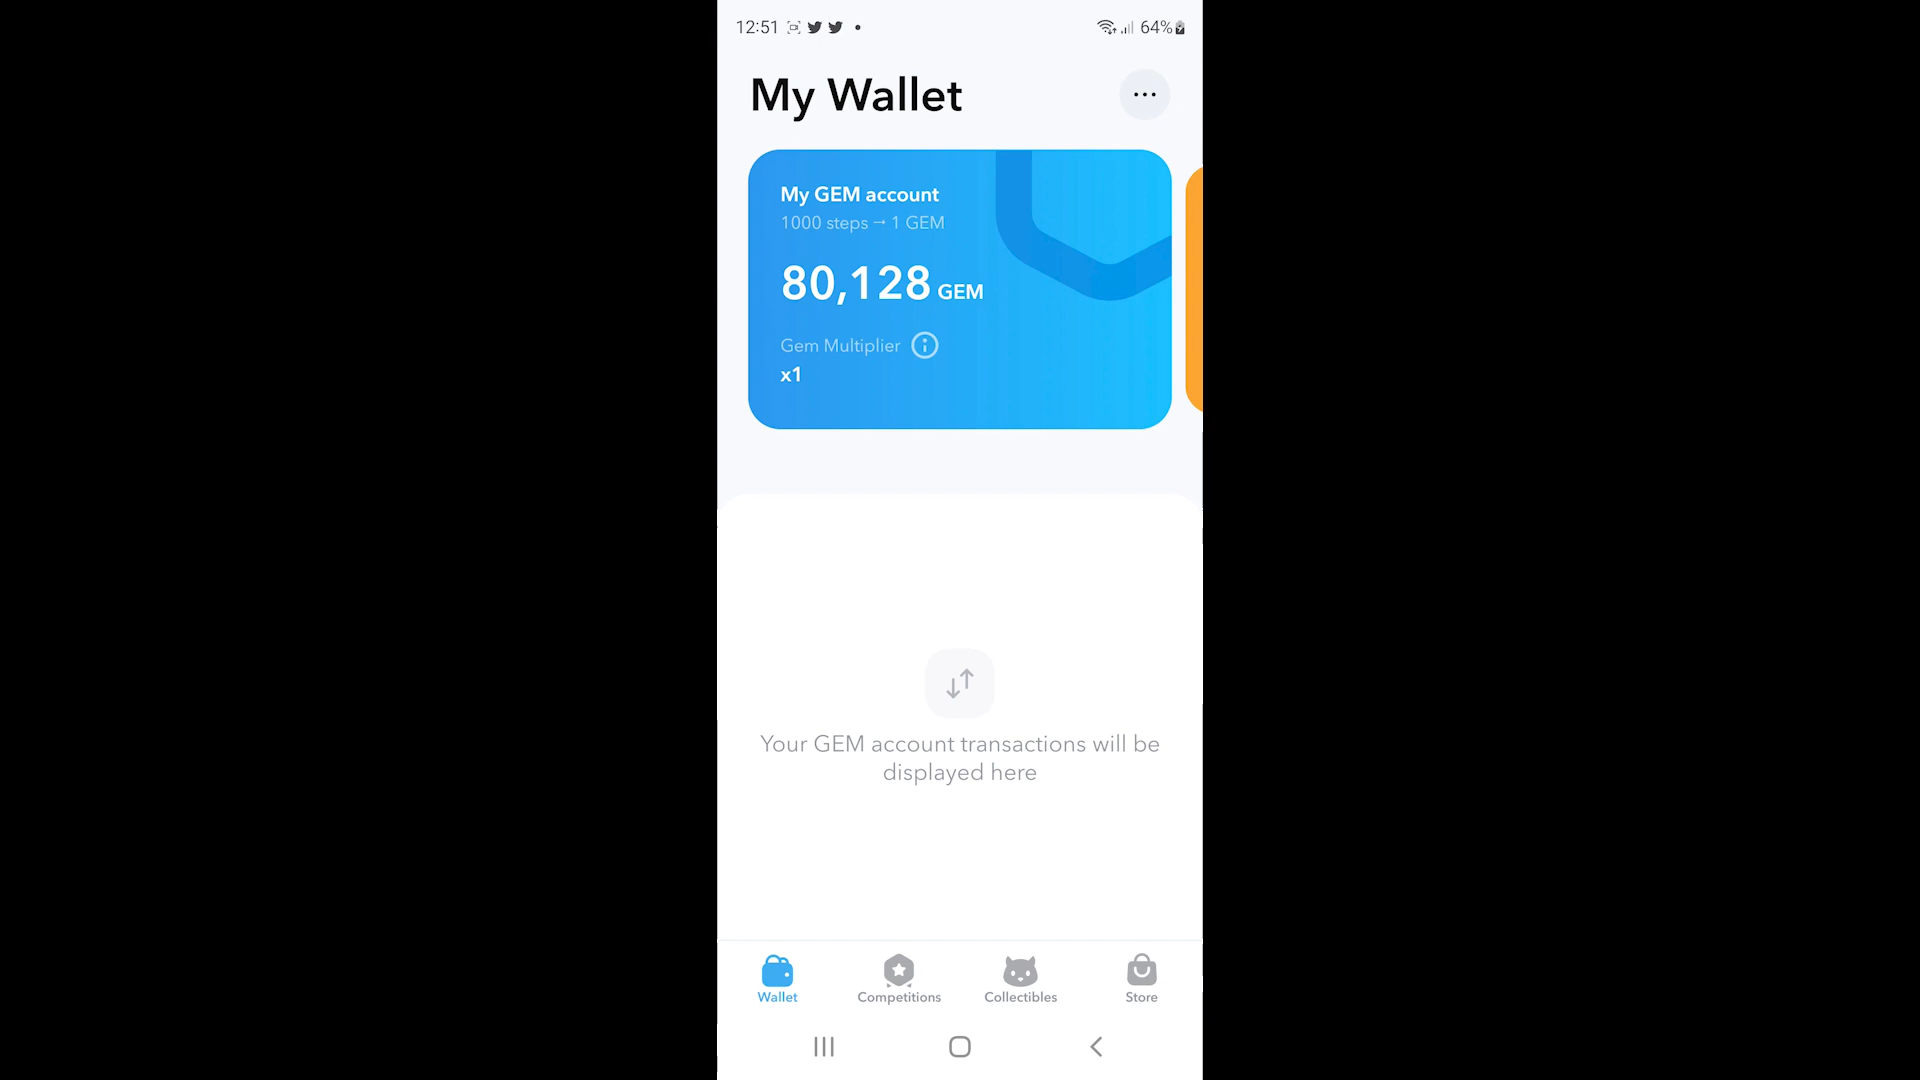 12:51 64%
My Wallet
My GEM account
1000 steps → 1 GEM
80,128 GEM
Gem Multiplier
x1
Your GEM account transactions will be
displayed here
Wallet Competitions Collectibles Store